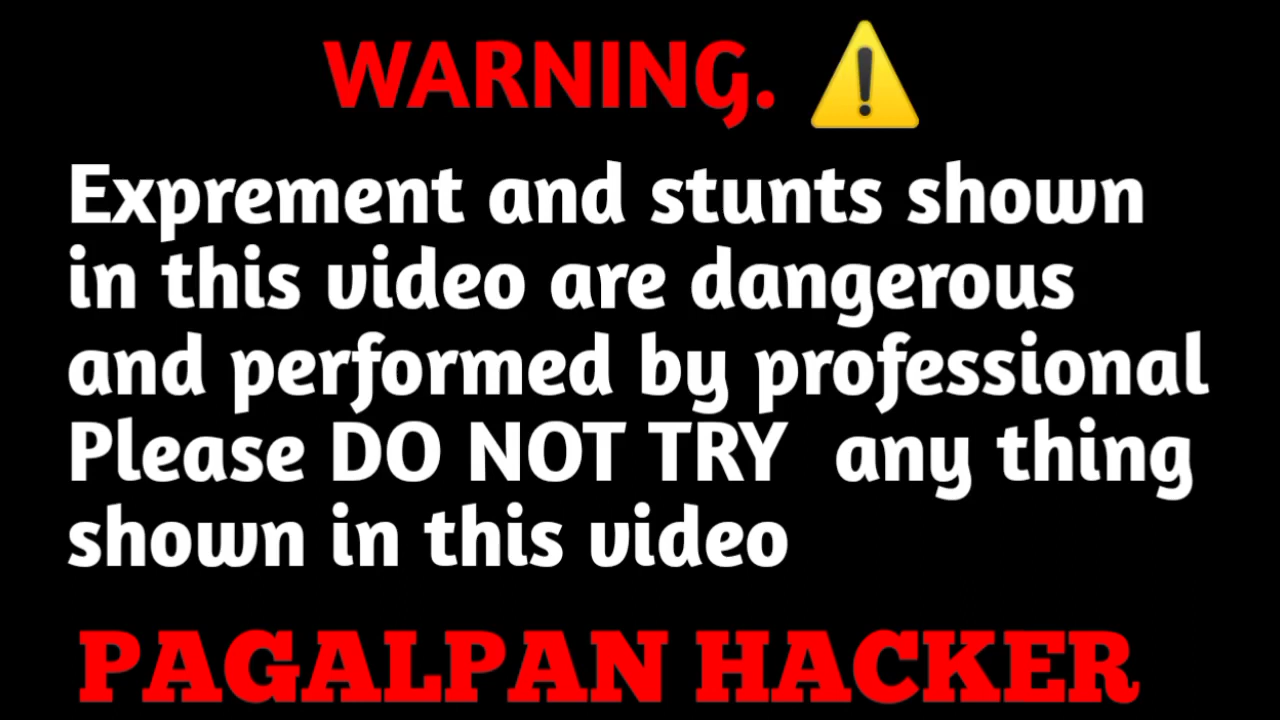 WARNING. ⚠️
Exprement and stunts shown
in this video are dangerous
and performed by professional
Please DO NOT TRY any thing
shown in this video
PAGALPAN HACKER